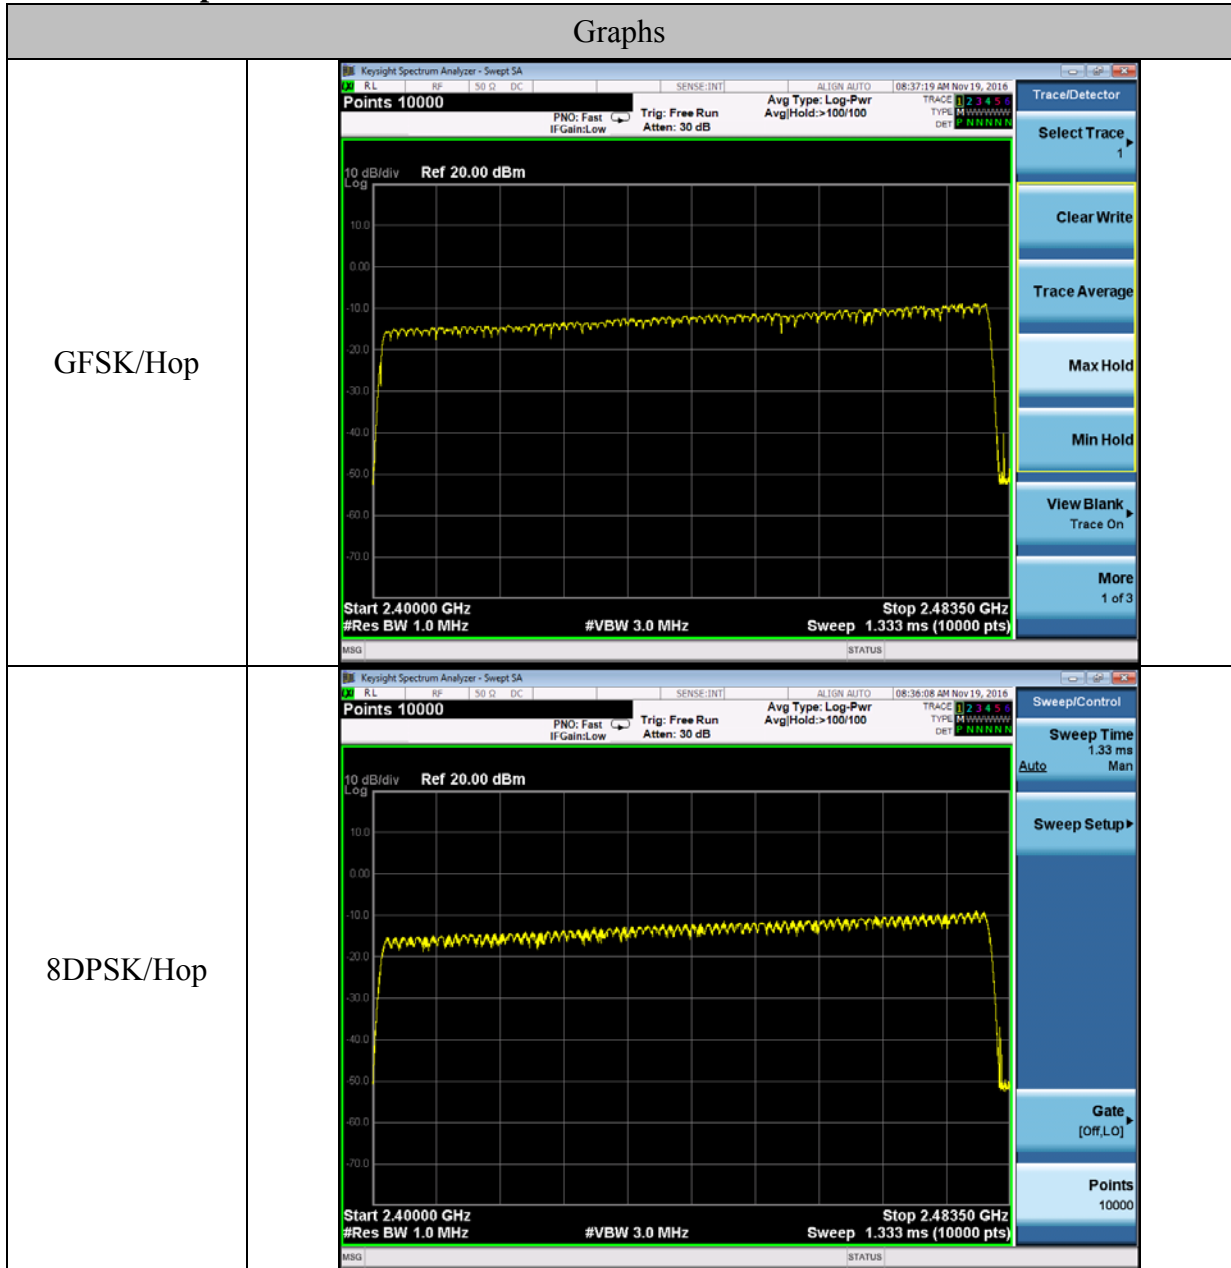 Graphs
GFSK/Hop
Keysight Spectrum Analyzer - Swept SA
RL RF 50 Ω DC SENSE:INT ALIGN AUTO 08:37:19 AM Nov 19, 2016
Points 10000
PNO: Fast
IFGain:Low
Trig: Free Run
Atten: 30 dB
Avg Type: Log-Pwr
Avg|Hold:>100/100
TRACE 1 2 3 4 5 6
TYPE M WWWWW
DET P N N N N N
10 dB/div Ref 20.00 dBm
Log
10.0
0.00
-10.0
-20.0
-30.0
-40.0
-50.0
-60.0
-70.0
Start 2.40000 GHz Stop 2.48350 GHz
#Res BW 1.0 MHz #VBW 3.0 MHz Sweep 1.333 ms (10000 pts)
MSG STATUS
Trace/Detector
Select Trace
1
Clear Write
Trace Average
Max Hold
Min Hold
View Blank
Trace On
More
1 of 3
8DPSK/Hop
Keysight Spectrum Analyzer - Swept SA
RL RF 50 Ω DC SENSE:INT ALIGN AUTO 08:36:08 AM Nov 19, 2016
Points 10000
PNO: Fast
IFGain:Low
Trig: Free Run
Atten: 30 dB
Avg Type: Log-Pwr
Avg|Hold:>100/100
TRACE 1 2 3 4 5 6
TYPE M WWWWW
DET P N N N N N
10 dB/div Ref 20.00 dBm
Log
10.0
0.00
-10.0
-20.0
-30.0
-40.0
-50.0
-60.0
-70.0
Start 2.40000 GHz Stop 2.48350 GHz
#Res BW 1.0 MHz #VBW 3.0 MHz Sweep 1.333 ms (10000 pts)
MSG STATUS
Sweep/Control
Sweep Time
1.33 ms
Auto Man
Sweep Setup
Gate
[Off,LO]
Points
10000